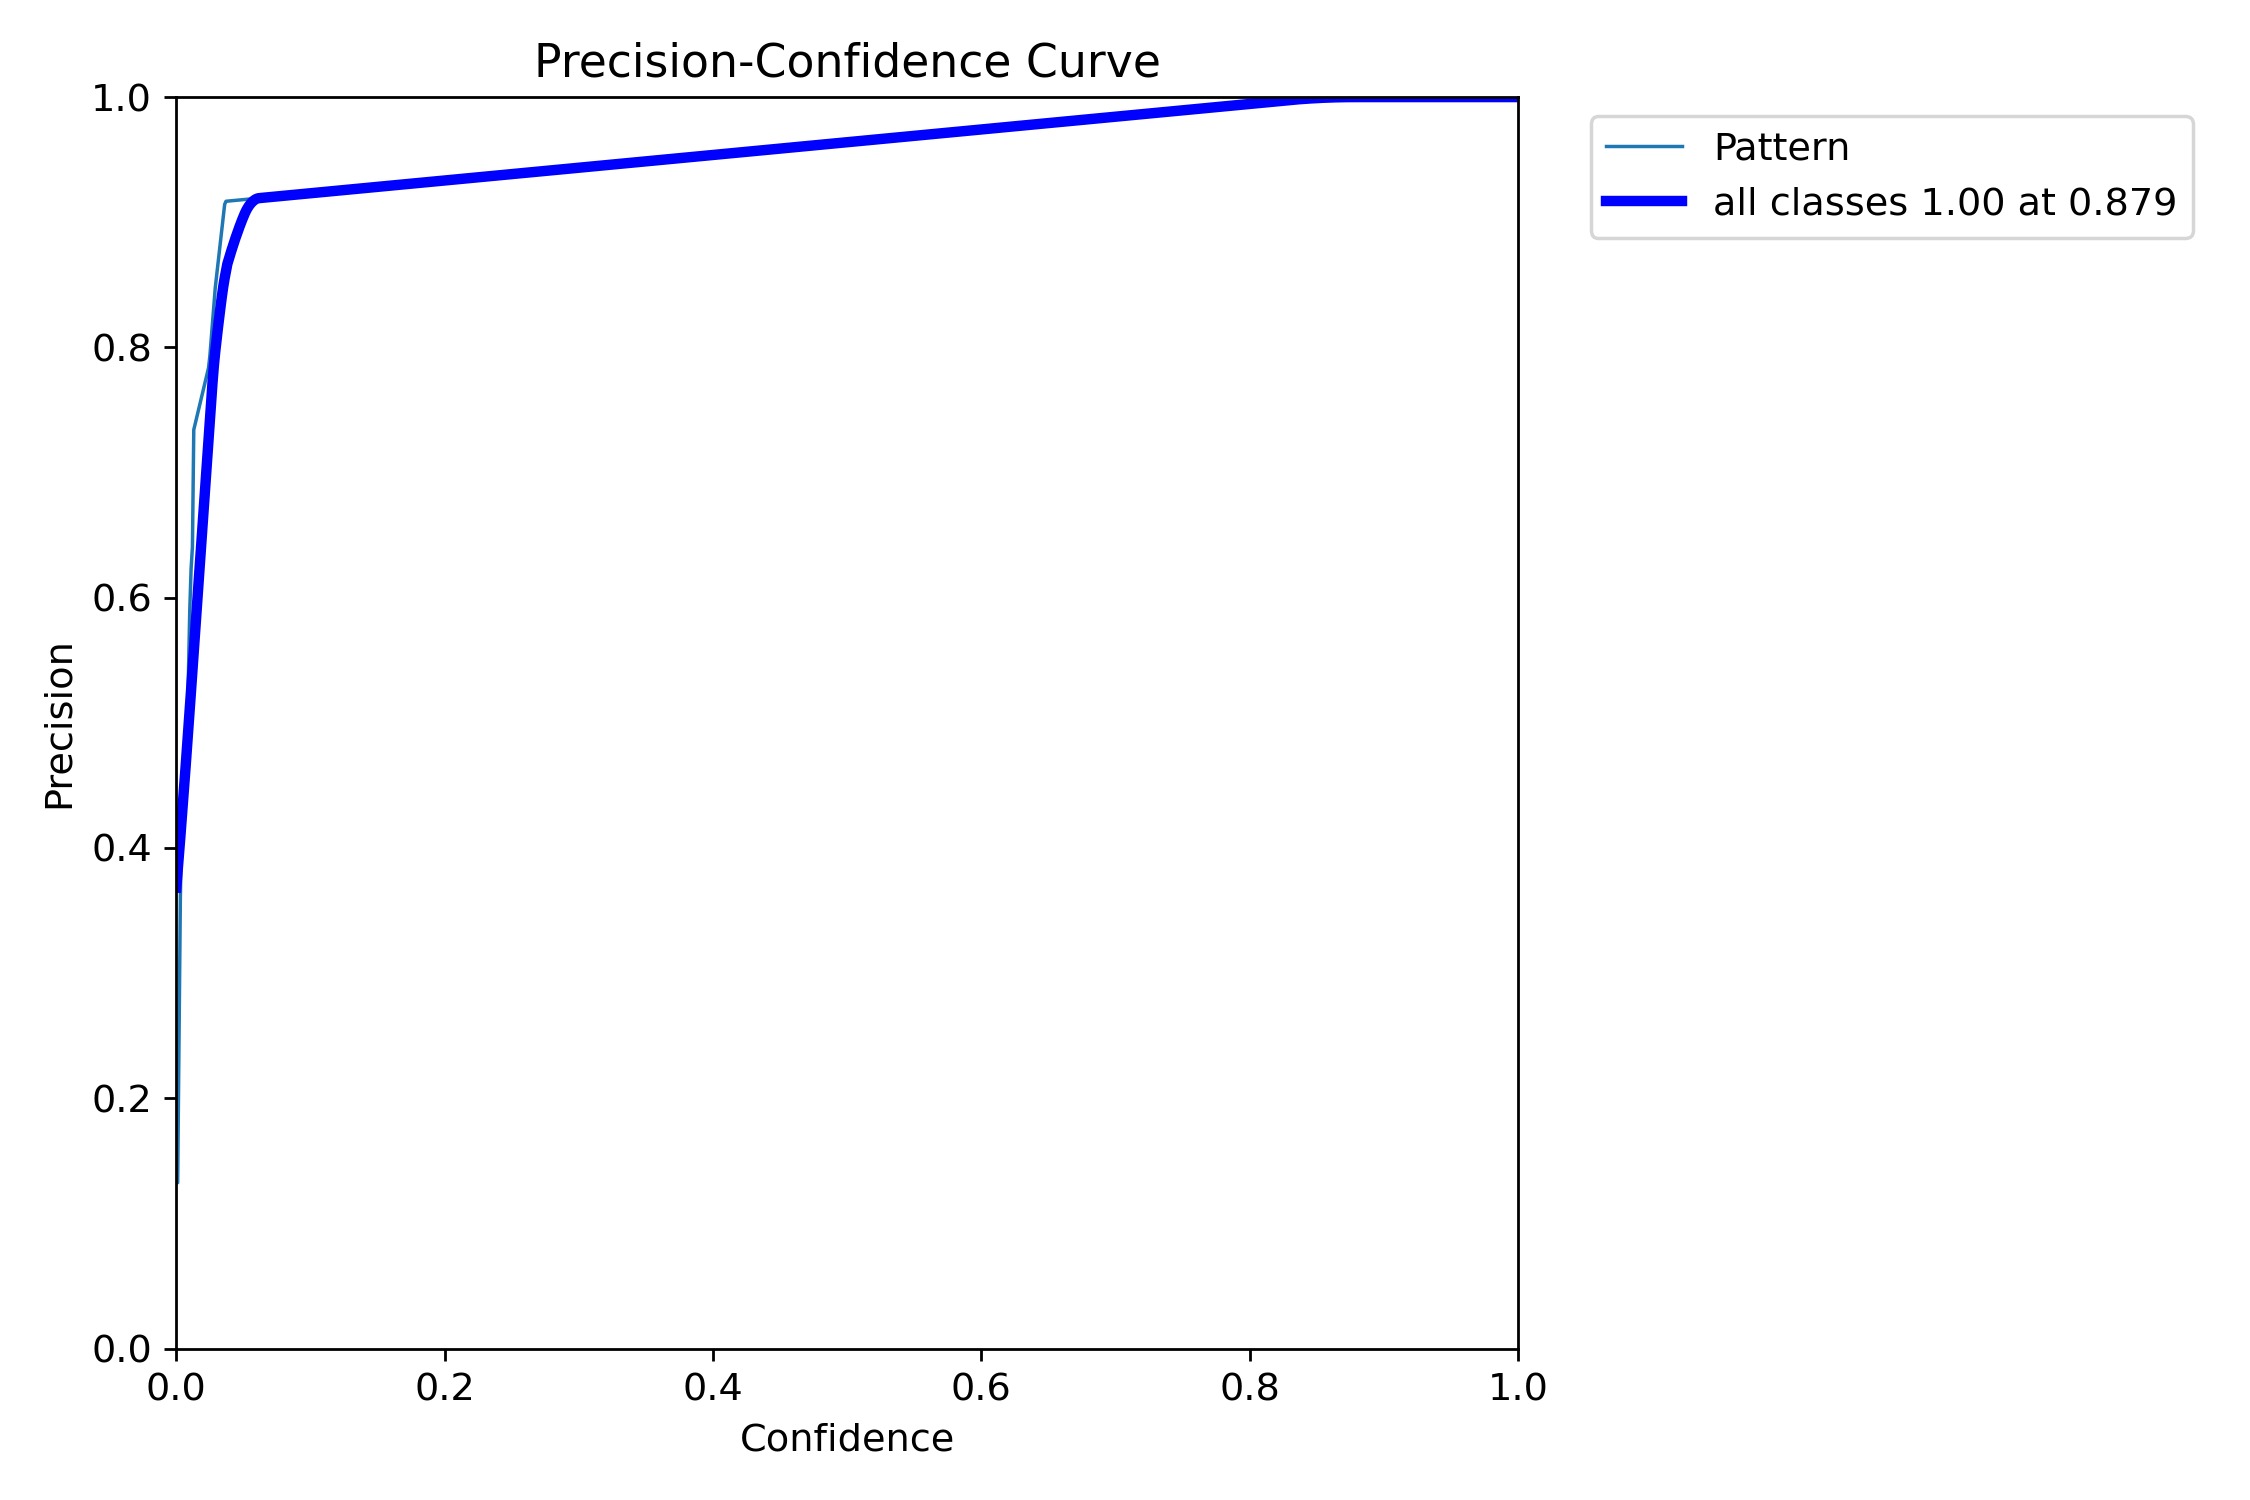 Precision-Confidence Curve
1.0
0.8
0.6
0.4
0.2
0.0
Precision
0.0 0.2 0.4 0.6 0.8 1.0
Confidence
Pattern
all classes 1.00 at 0.879